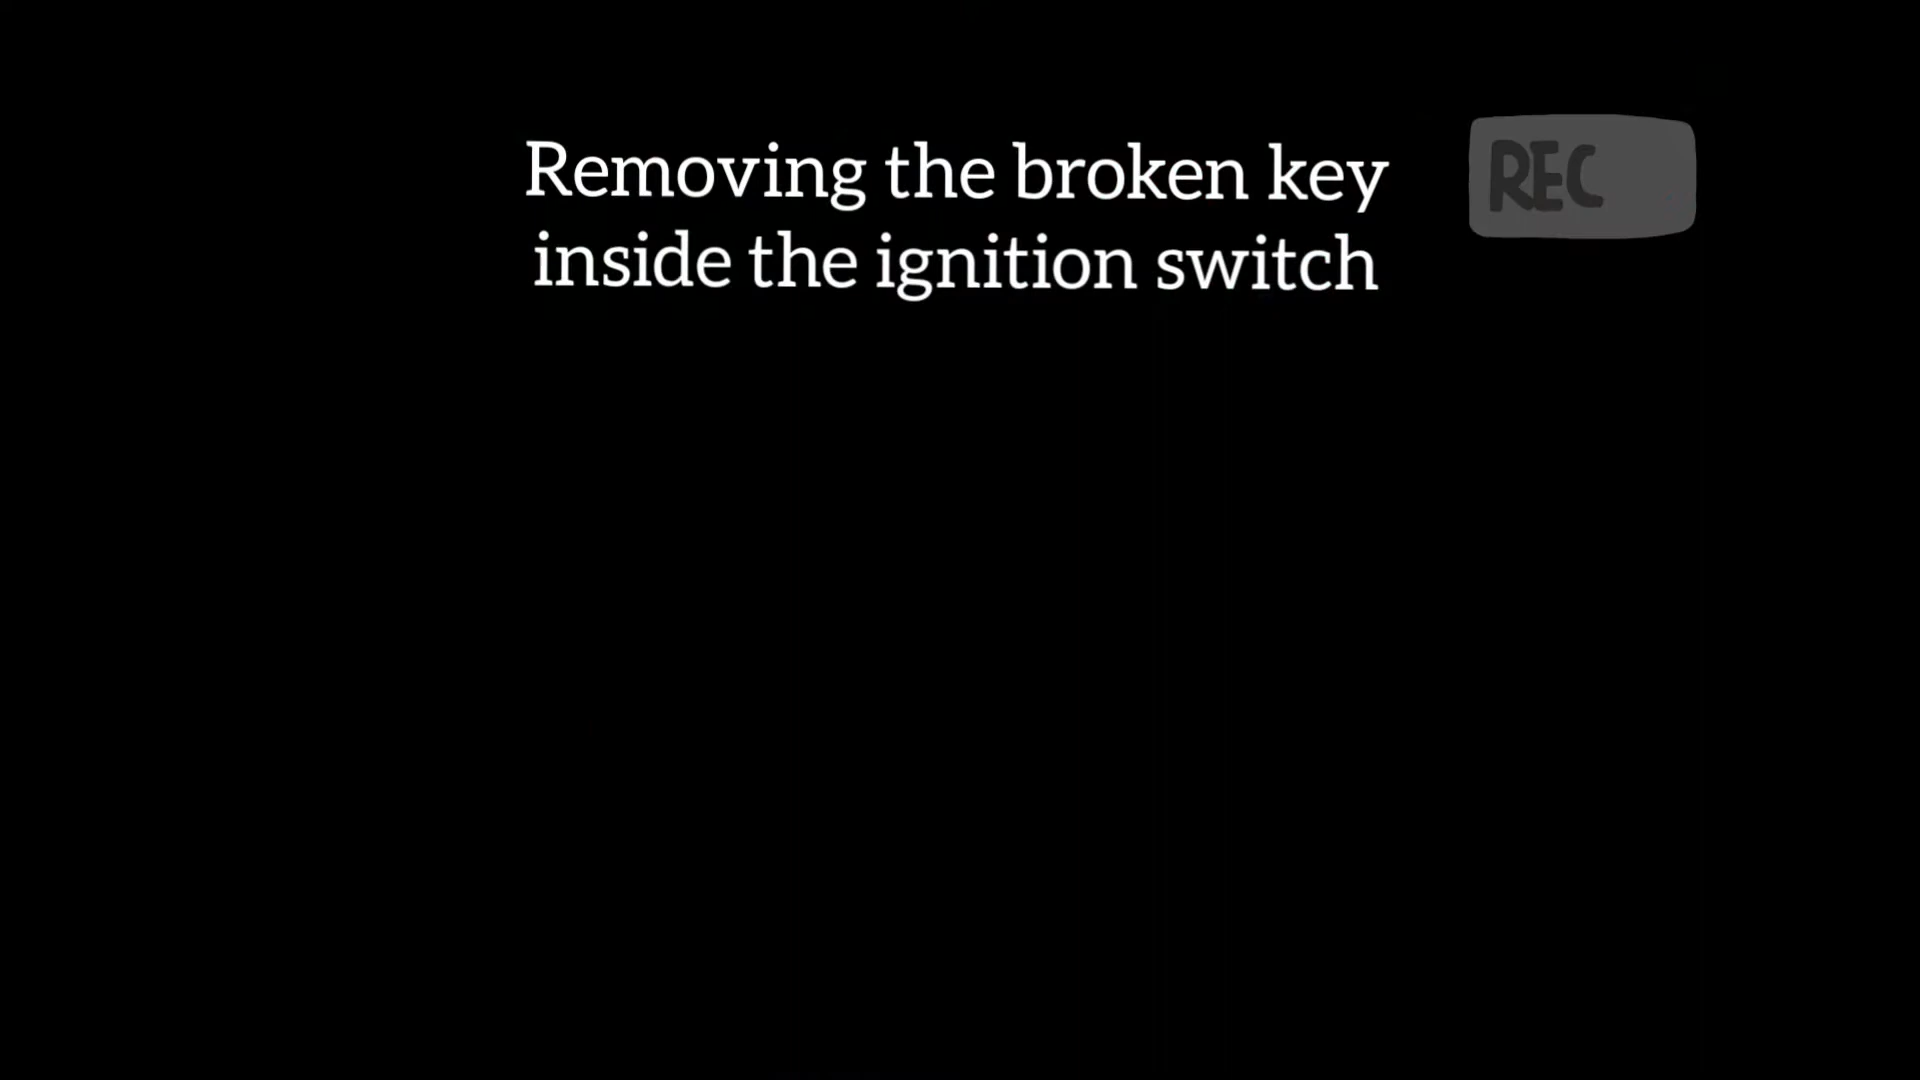 Removing the broken key
inside the ignition switch
REC